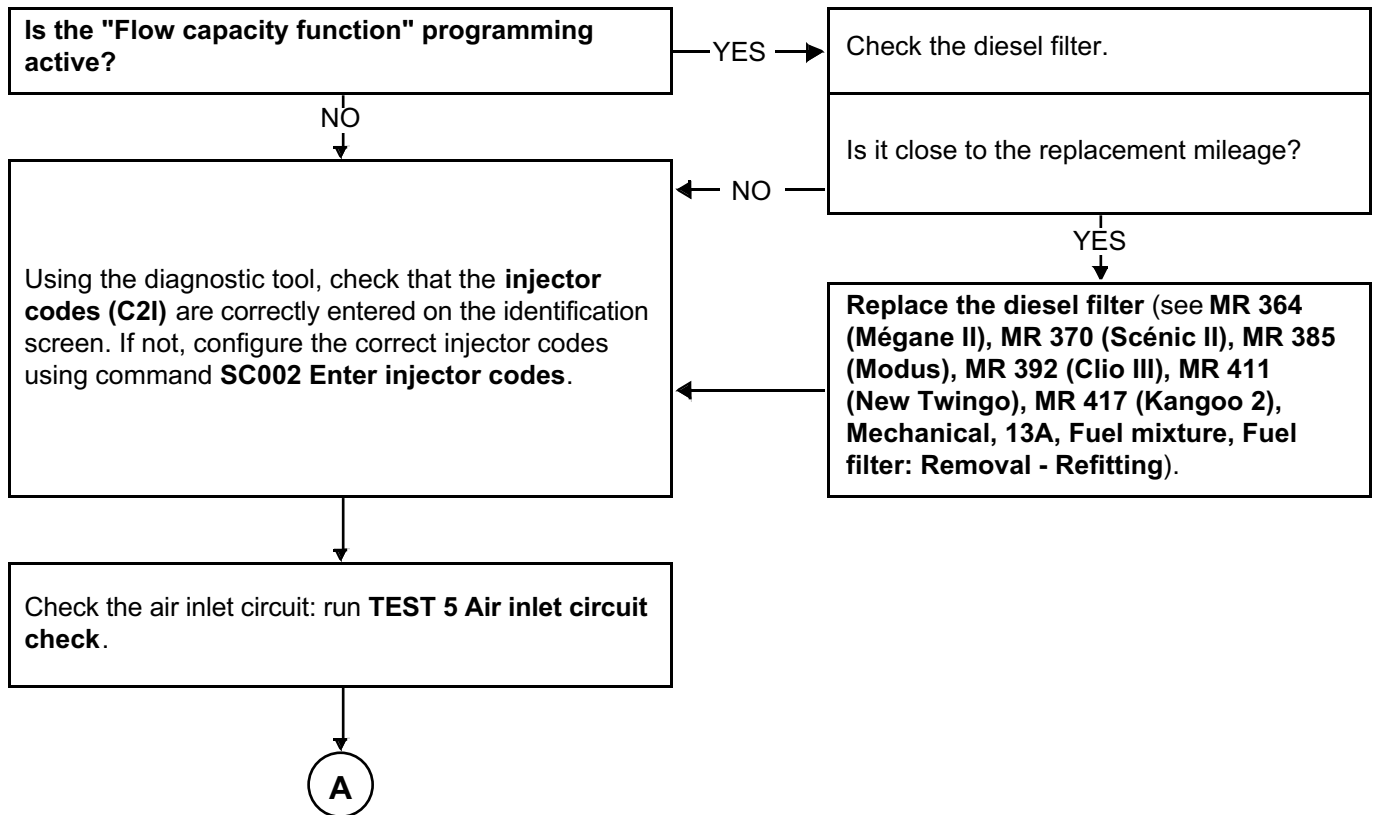 Is the "Flow capacity function" programming
active?
YES
Check the diesel filter.
NO
Is it close to the replacement mileage?
NO
YES
Using the diagnostic tool, check that the injector
codes (C2I) are correctly entered on the identification
screen. If not, configure the correct injector codes
using command SC002 Enter injector codes.
Replace the diesel filter (see MR 364
(Mégane II), MR 370 (Scénic II), MR 385
(Modus), MR 392 (Clio III), MR 411
(New Twingo), MR 417 (Kangoo 2),
Mechanical, 13A, Fuel mixture, Fuel
filter: Removal - Refitting).
Check the air inlet circuit: run TEST 5 Air inlet circuit
check.
A